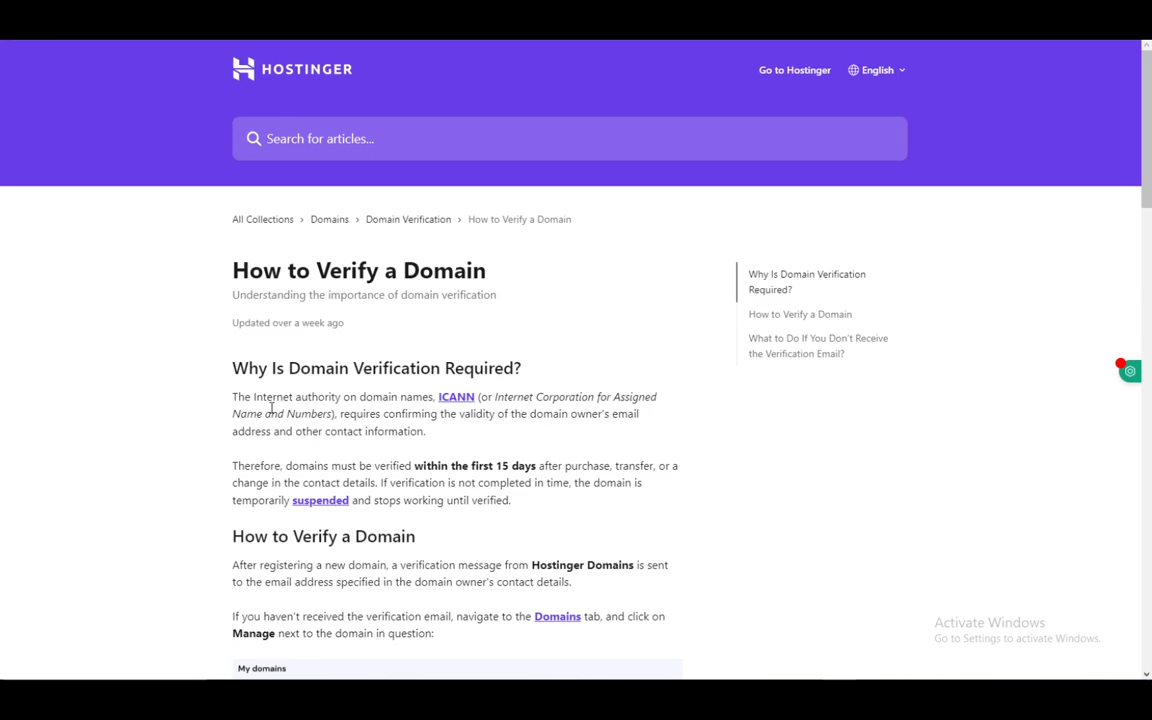 HOSTINGER
Go to Hostinger
English
Search for articles...
All Collections > Domains > Domain Verification > How to Verify a Domain
How to Verify a Domain
Understanding the importance of domain verification
Updated over a week ago
Why Is Domain Verification Required?
The Internet authority on domain names, ICANN (or Internet Corporation for Assigned
Name and Numbers), requires confirming the validity of the domain owner's email
address and other contact information.
Therefore, domains must be verified within the first 15 days after purchase, transfer, or a
change in the contact details. If verification is not completed in time, the domain is
temporarily suspended and stops working until verified.
How to Verify a Domain
After registering a new domain, a verification message from Hostinger Domains is sent
to the email address specified in the domain owner's contact details.
If you haven't received the verification email, navigate to the Domains tab, and click on
Manage next to the domain in question:
My domains
Why Is Domain Verification
Required?
How to Verify a Domain
What to Do If You Don't Receive
the Verification Email?
Activate Windows
Go to Settings to activate Windows.